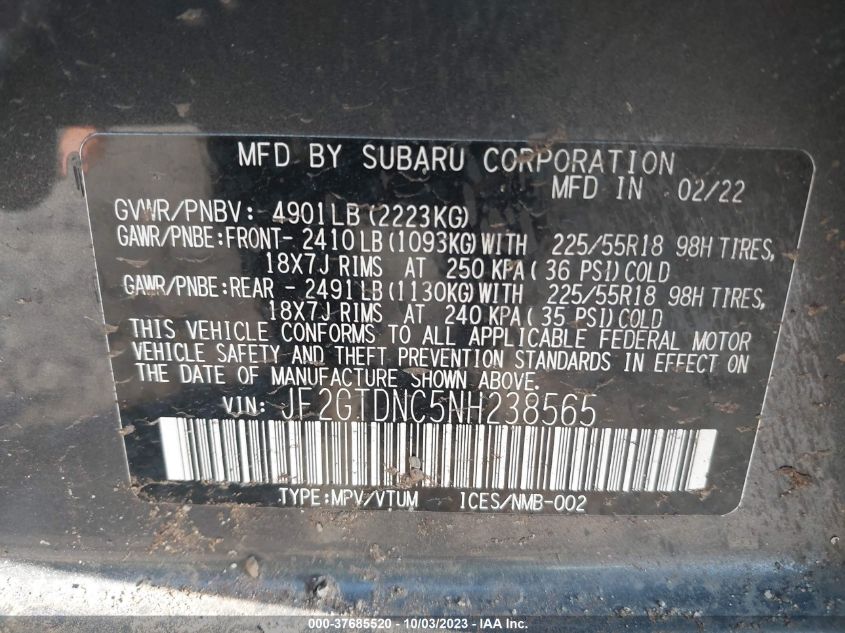 MFD BY SUBARU CORPORATION
MFD IN 02/22
GVWR/PNBV: 4901LB(2223KG)
GAWR/PNBE:FRONT- 2410LB(1093KG)WITH 225/55R18 98H TIRES,
18X7J RIMS AT 250 KPA( 36 PSI)COLD
GAWR/PNBE:REAR - 2491LB(1130KG)WITH 225/55R18 98H TIRES,
18X7J RIMS AT 240 KPA( 35 PSI)COLD
THIS VEHICLE CONFORMS TO ALL APPLICABLE FEDERAL MOTOR
VEHICLE SAFETY AND THEFT PREVENTION STANDARDS IN EFFECT ON
THE DATE OF MANUFACTURE SHOWN ABOVE.
VIN: JF2GTDNC5NH238565
TYPE:MPV/VTUM ICES/NMB-002
000-37685520 - 10/03/2023 - IAA Inc.